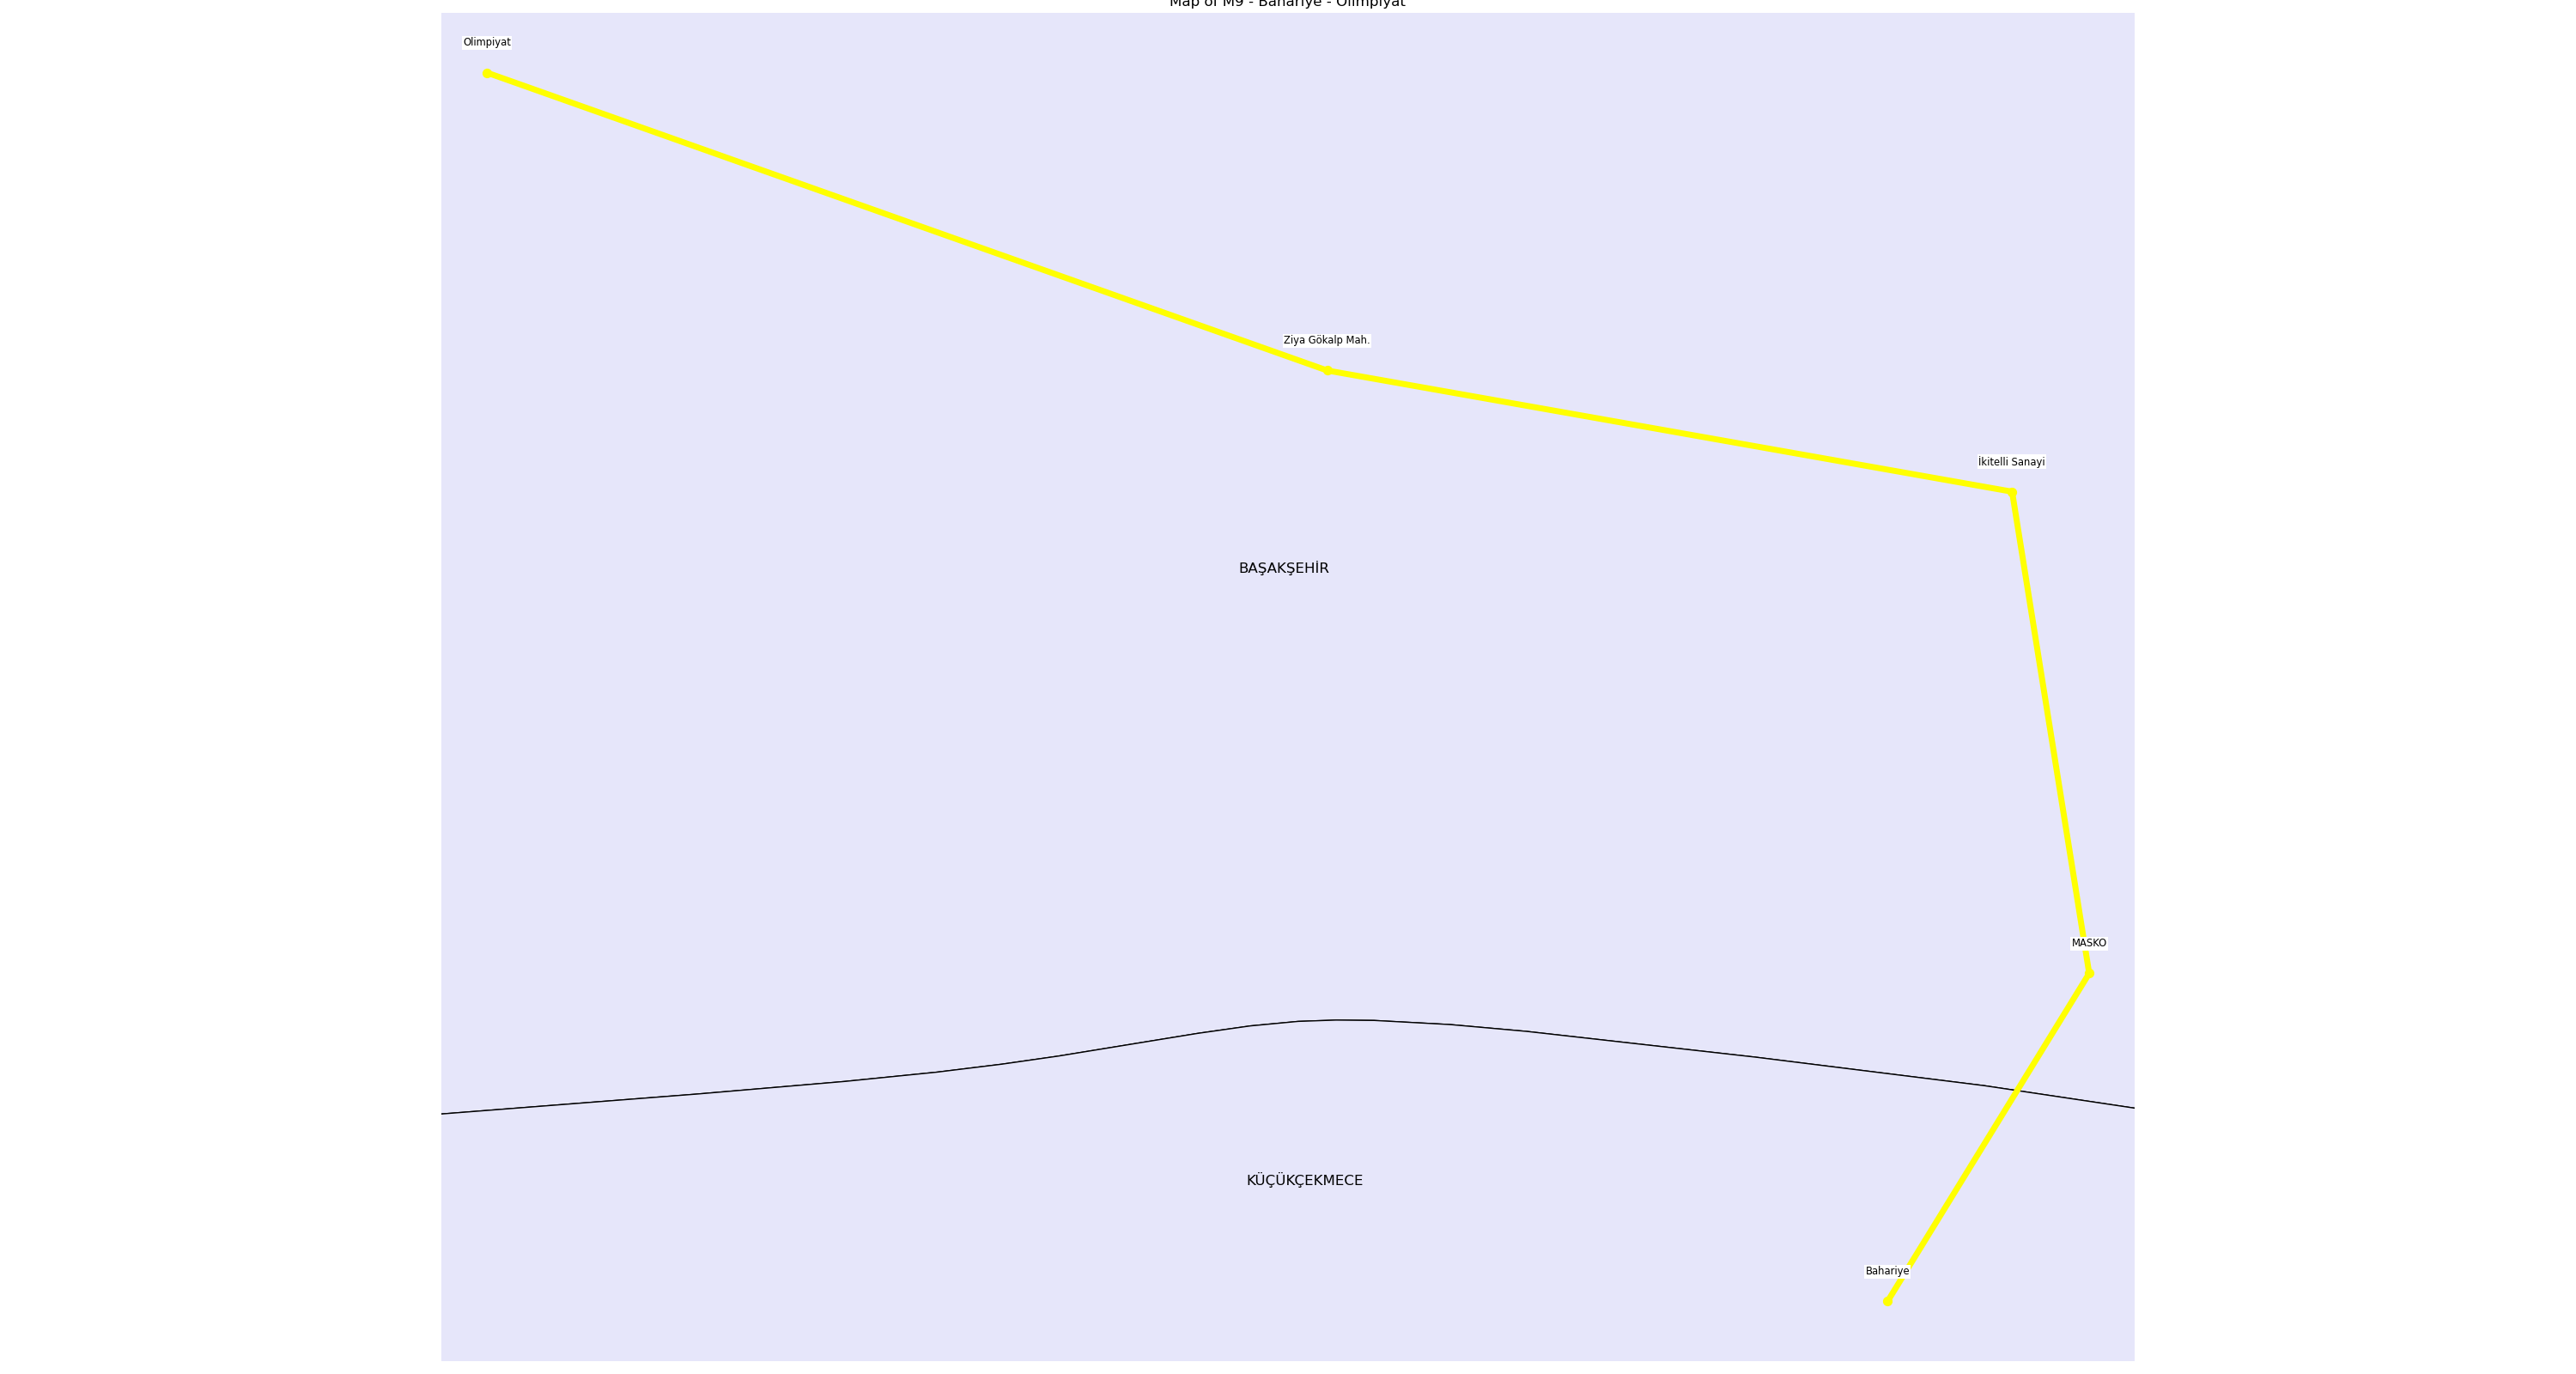 Map of M9 - Bahariye - Olimpiyat
Olimpiyat
Ziya Gökalp Mah.
İkitelli Sanayi
BAŞAKŞEHİR
MASKO
KÜÇÜKÇEKMECE
Bahariye